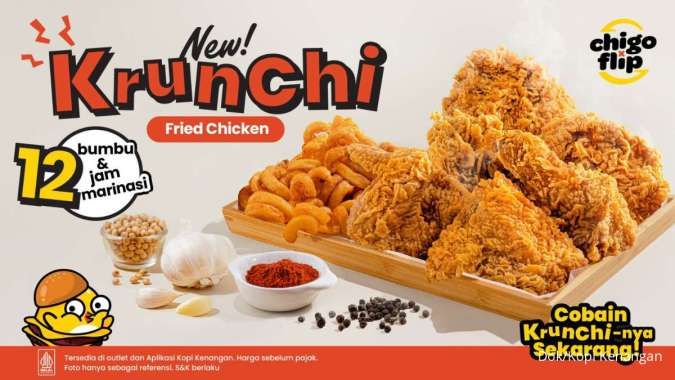 New!
Krunchi
Fried Chicken
chigo
x
flip
12
bumbu
& jam
marinasi
Cobain
Krunchi-nya
Sekarang!
Dok/Kopi Kenangan
Tersedia di outlet dan Aplikasi Kopi Kenangan. Harga sebelum pajak.
Foto hanya sebagai referensi. S&K berlaku